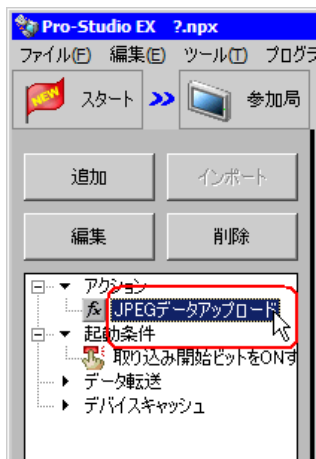 Pro-Studio EX ?.npx
ファイル(F) 編集(E) ツール(T) プログラ
NEW スタート 参加局
追加 インポート
編集 削除
アクション
fx JPEGデータアップロード
起動条件
取り込み開始ビットをONす
データ転送
デバイスキャッシュ